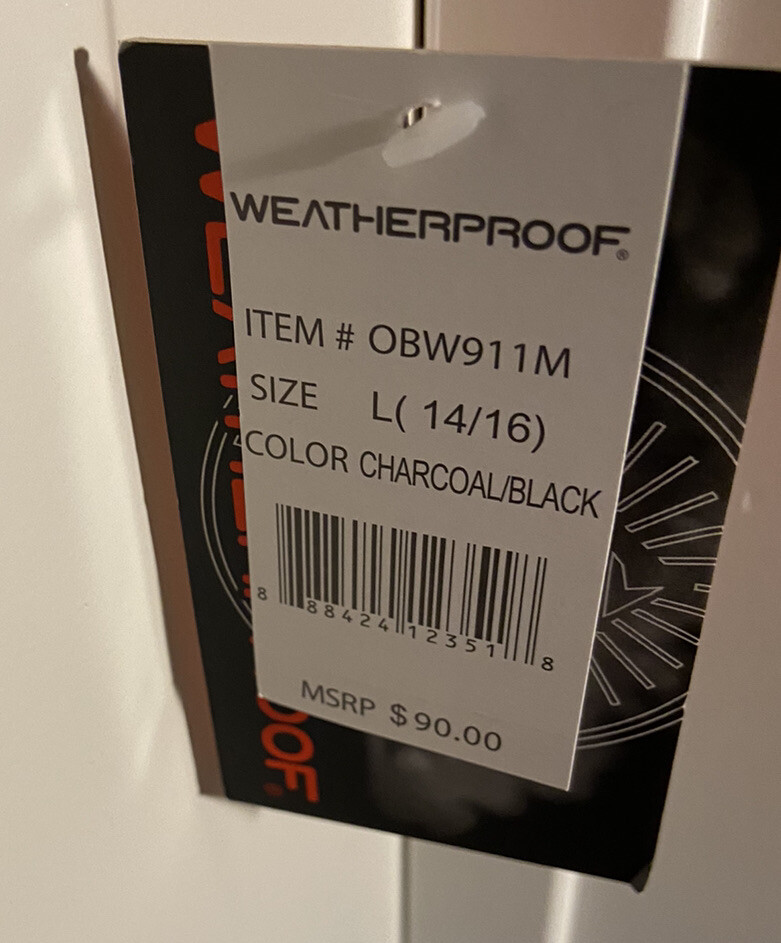 WEATHERPROOF®
ITEM # OBW911M
SIZE L( 14/16)
COLOR CHARCOAL/BLACK
8 88424 12351 8
MSRP $90.00